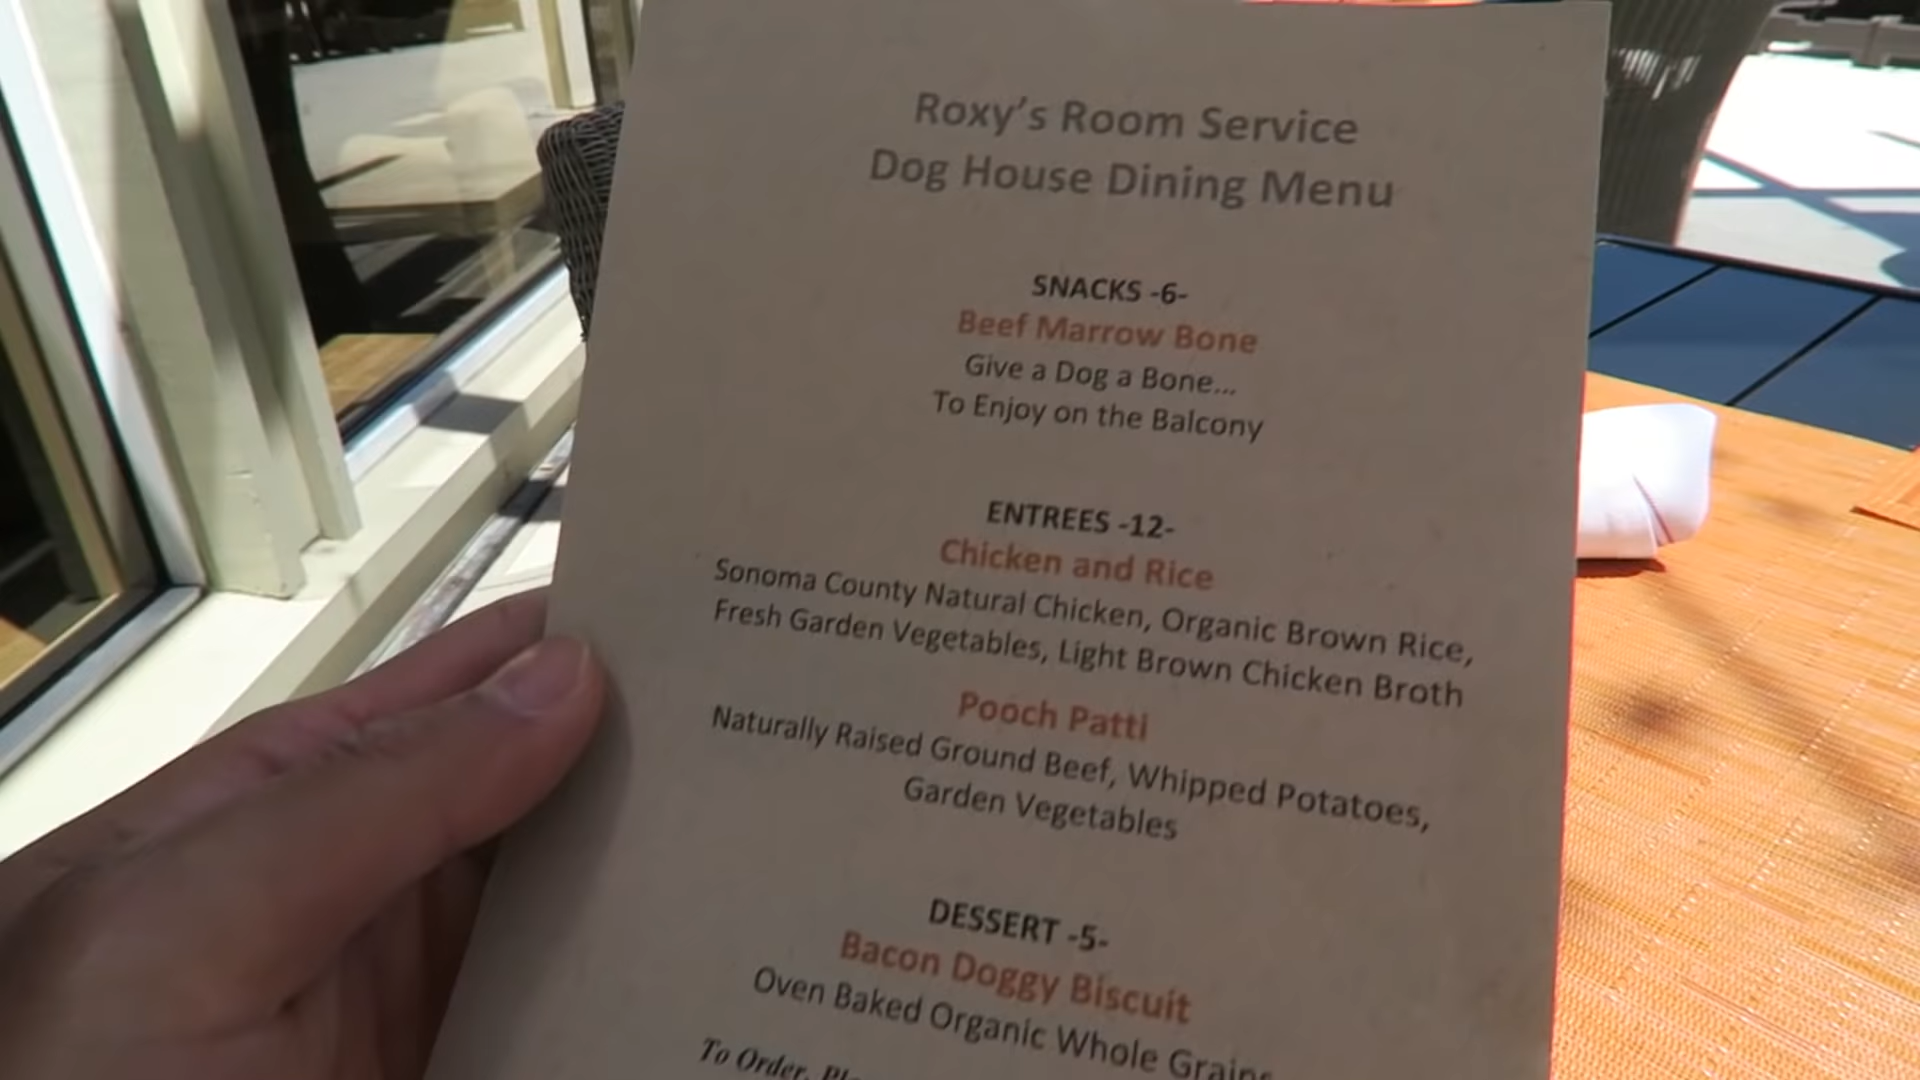 Roxy's Room Service
Dog House Dining Menu
SNACKS -6-
Beef Marrow Bone
Give a Dog a Bone...
To Enjoy on the Balcony
ENTREES -12-
Chicken and Rice
Sonoma County Natural Chicken, Organic Brown Rice,
Fresh Garden Vegetables, Light Brown Chicken Broth
Pooch Patti
Naturally Raised Ground Beef, Whipped Potatoes,
Garden Vegetables
DESSERT -5-
Bacon Doggy Biscuit
Oven Baked Organic Whole Grains
To Order,